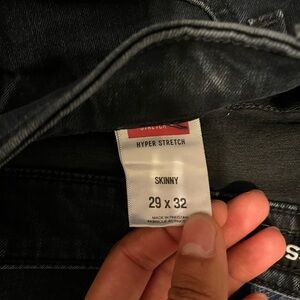 STRETCH
HYPER STRETCH
SKINNY
29 x 32
MADE IN PAKISTAN
S